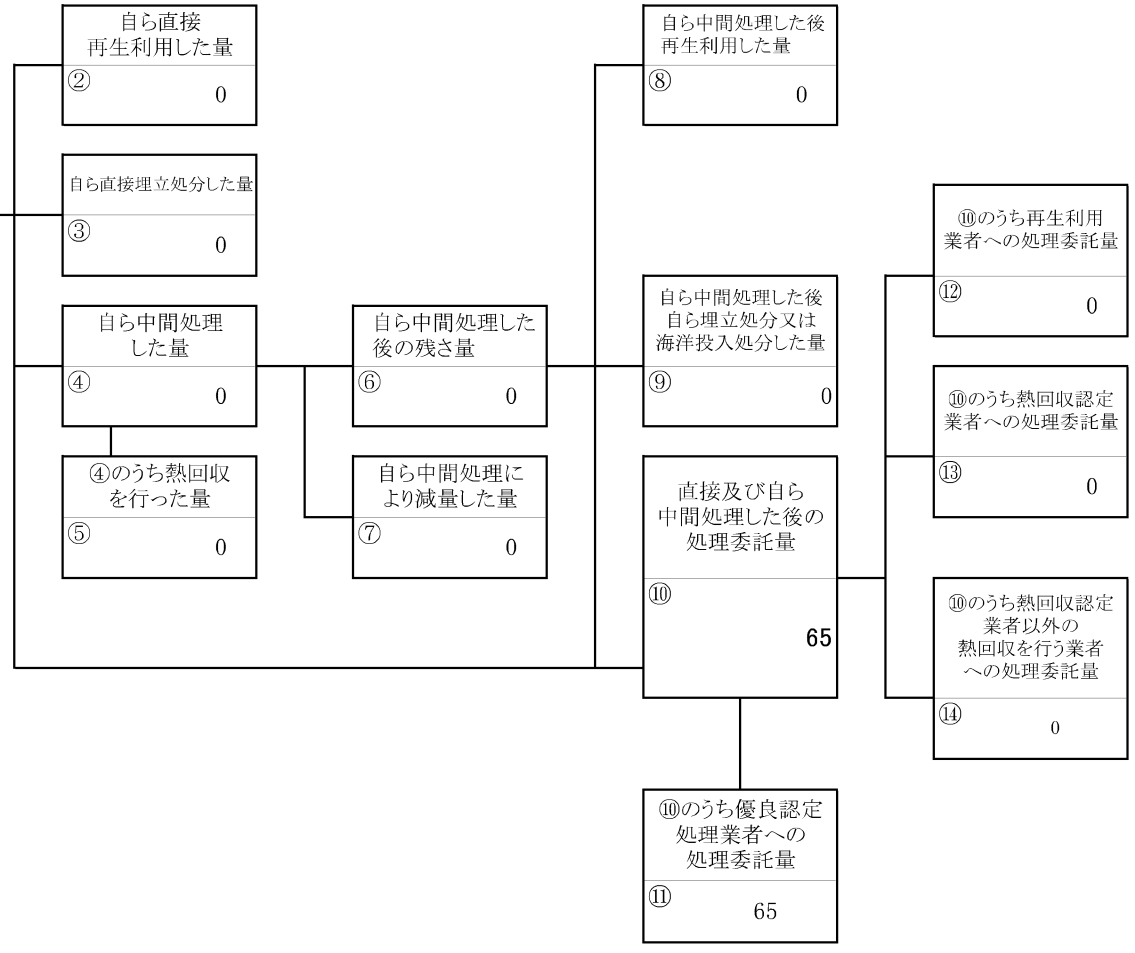 自ら直接
再生利用した量
②
0
自ら直接埋立処分した量
③
0
自ら中間処理
した量
④
0
④のうち熱回収
を行った量
⑤
0
自ら中間処理した
後の残さ量
⑥
0
自ら中間処理に
より減量した量
⑦
0
自ら中間処理した後
再生利用した量
⑧
0
自ら中間処理した後
自ら埋立処分又は
海洋投入処分した量
⑨
0
直接及び自ら
中間処理した後の
処理委託量
⑩
65
⑩のうち優良認定
処理業者への
処理委託量
⑪
65
⑩のうち再生利用
業者への処理委託量
⑫
0
⑩のうち熱回収認定
業者への処理委託量
⑬
0
⑩のうち熱回収認定
業者以外の
熱回収を行う業者
への処理委託量
⑭
0